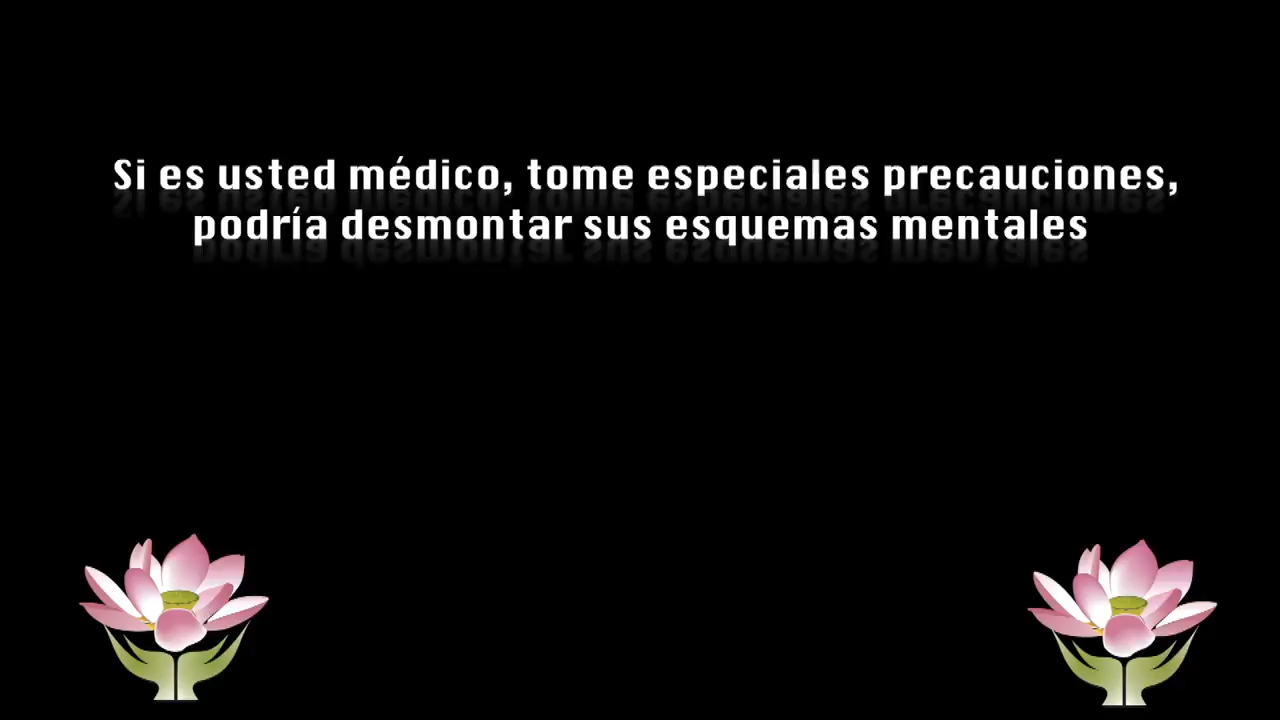 Si es usted médico, tome especiales precauciones,
podría desmontar sus esquemas mentales